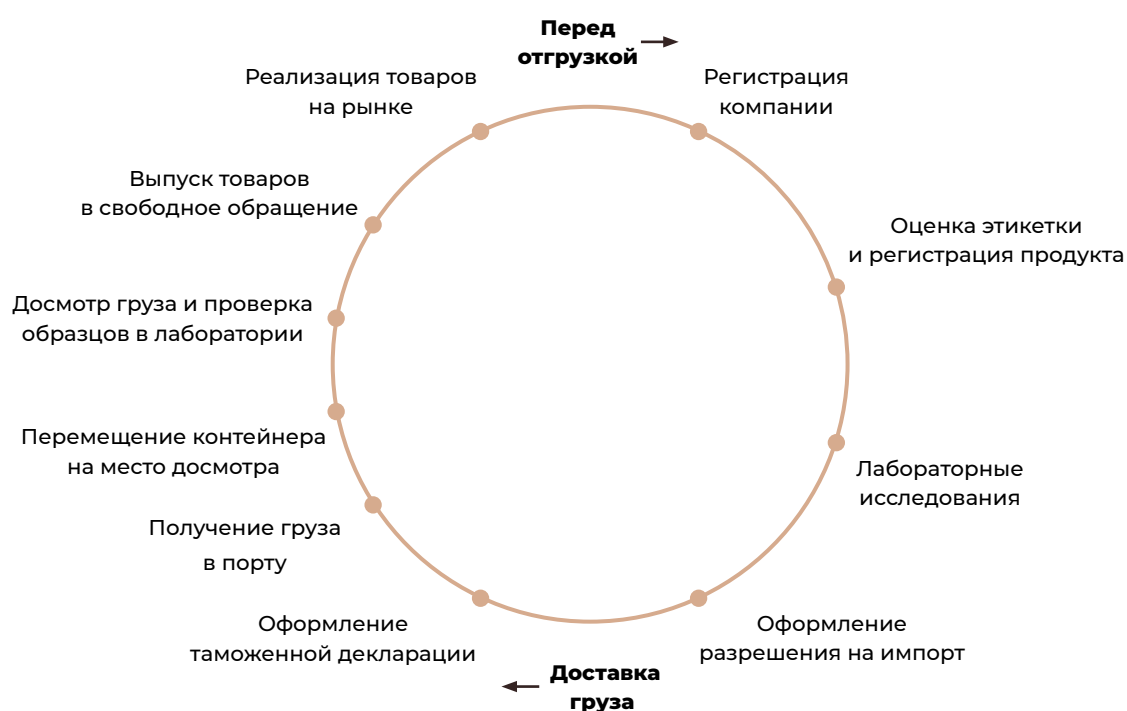 Перед
отгрузкой
Регистрация
компании
Оценка этикетки
и регистрация продукта
Лабораторные
исследования
Оформление
разрешения на импорт
Доставка
груза
Оформление
таможенной декларации
Получение груза
в порту
Перемещение контейнера
на место досмотра
Досмотр груза и проверка
образцов в лаборатории
Выпуск товаров
в свободное обращение
Реализация товаров
на рынке